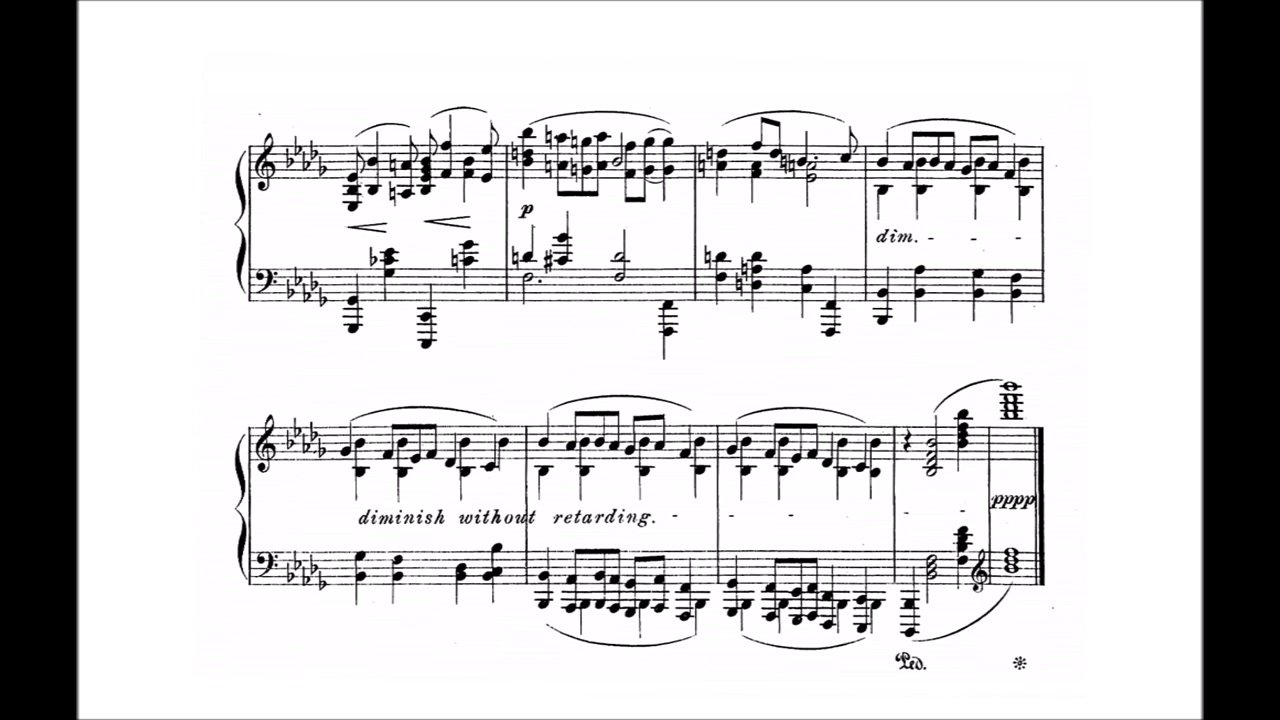 p
dim. - - -
diminish without retarding. - - - - -
pppp
Ped.